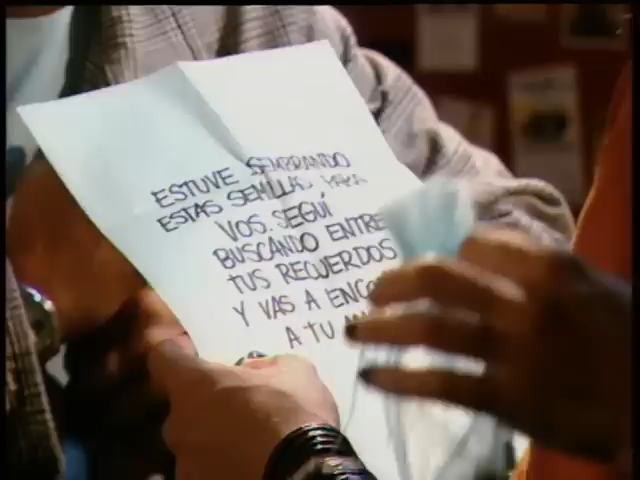 ESTUVE SEMBRANDO
ESTAS SEMILLAS PARA
VOS. SEGUÍ
BUSCANDO ENTRE
TUS RECUERDOS
Y VAS A
A TU